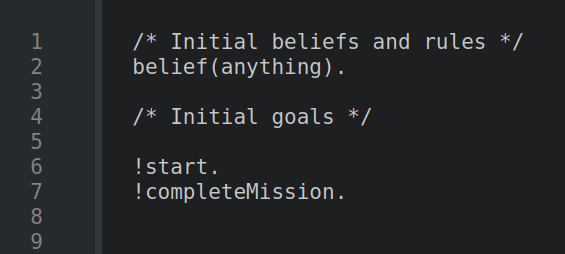 1 /* Initial beliefs and rules */
2 belief(anything).
3
4 /* Initial goals */
5
6 !start.
7 !completeMission.
8
9